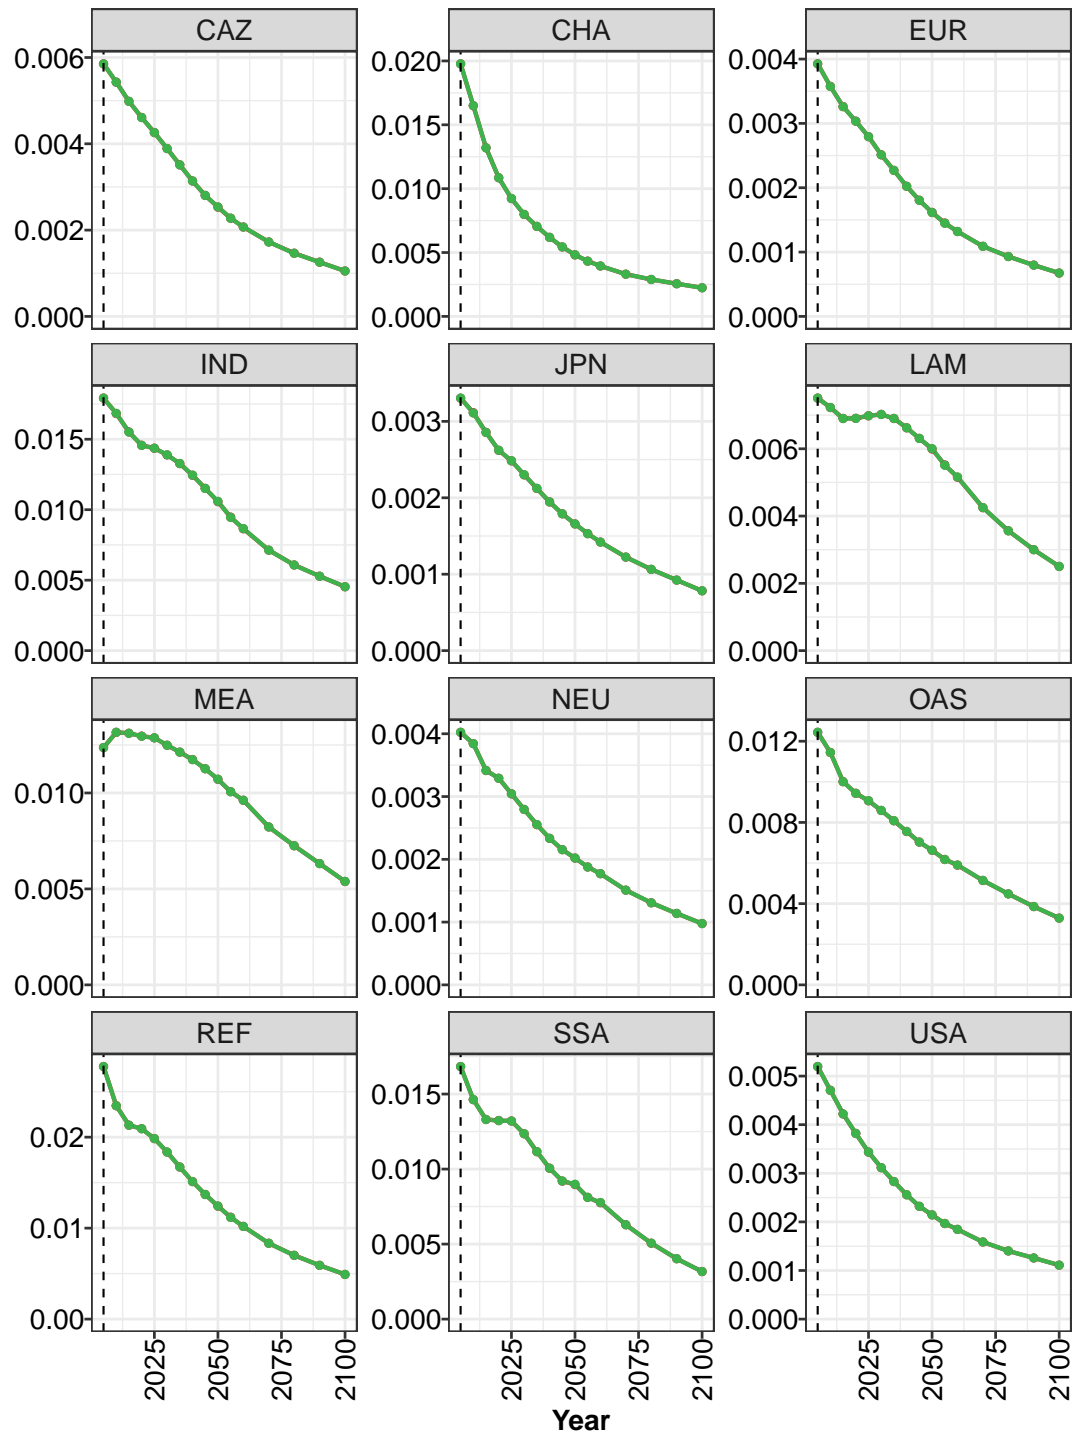 CAZ CHA EUR
0.006 0.020 0.004
0.015 0.003
0.004
0.010 0.002
0.002
0.005 0.001
0.000 0.000 0.000
IND JPN LAM
0.015 0.003 0.006
0.010 0.002 0.004
0.005 0.001 0.002
0.000 0.000 0.000
MEA NEU OAS
0.004 0.012
0.010 0.003 0.008
0.002
0.005 0.001 0.004
0.000 0.000 0.000
REF SSA USA
0.015 0.005
0.02 0.004
0.010 0.003
0.01 0.005 0.002
0.001
0.00 0.000 0.000
2025 2050 2075 2100 2025 2050 2075 2100 2025 2050 2075 2100
Year